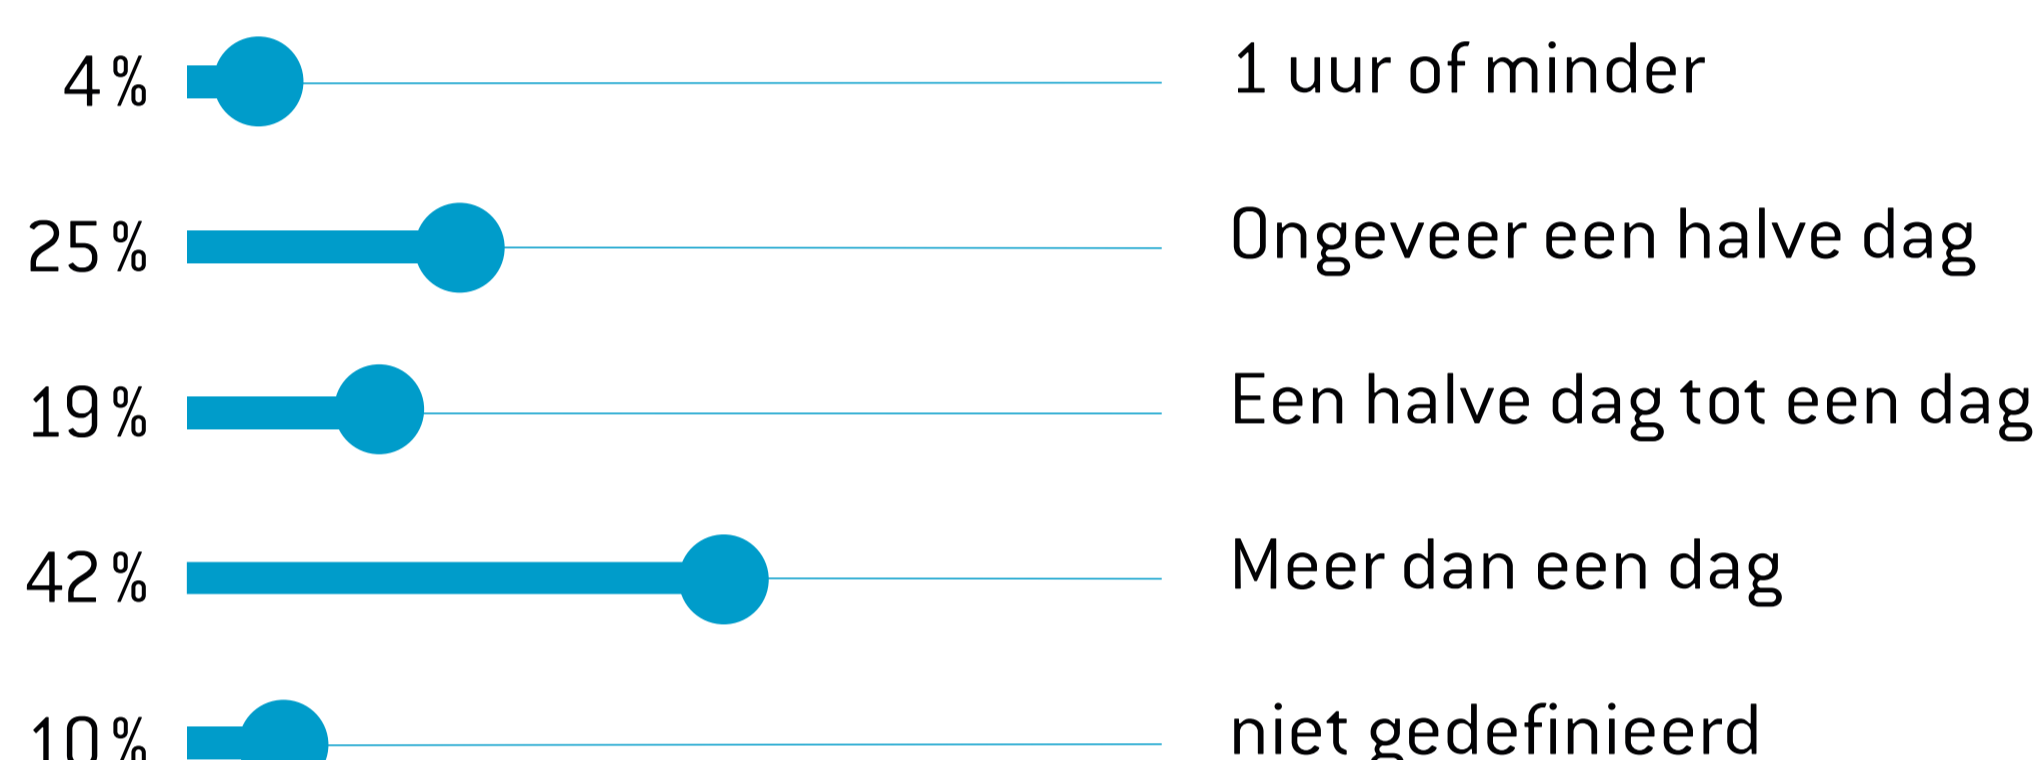 4% 1 uur of minder
25% Ongeveer een halve dag
19% Een halve dag tot een dag
42% Meer dan een dag
10% niet gedefinieerd